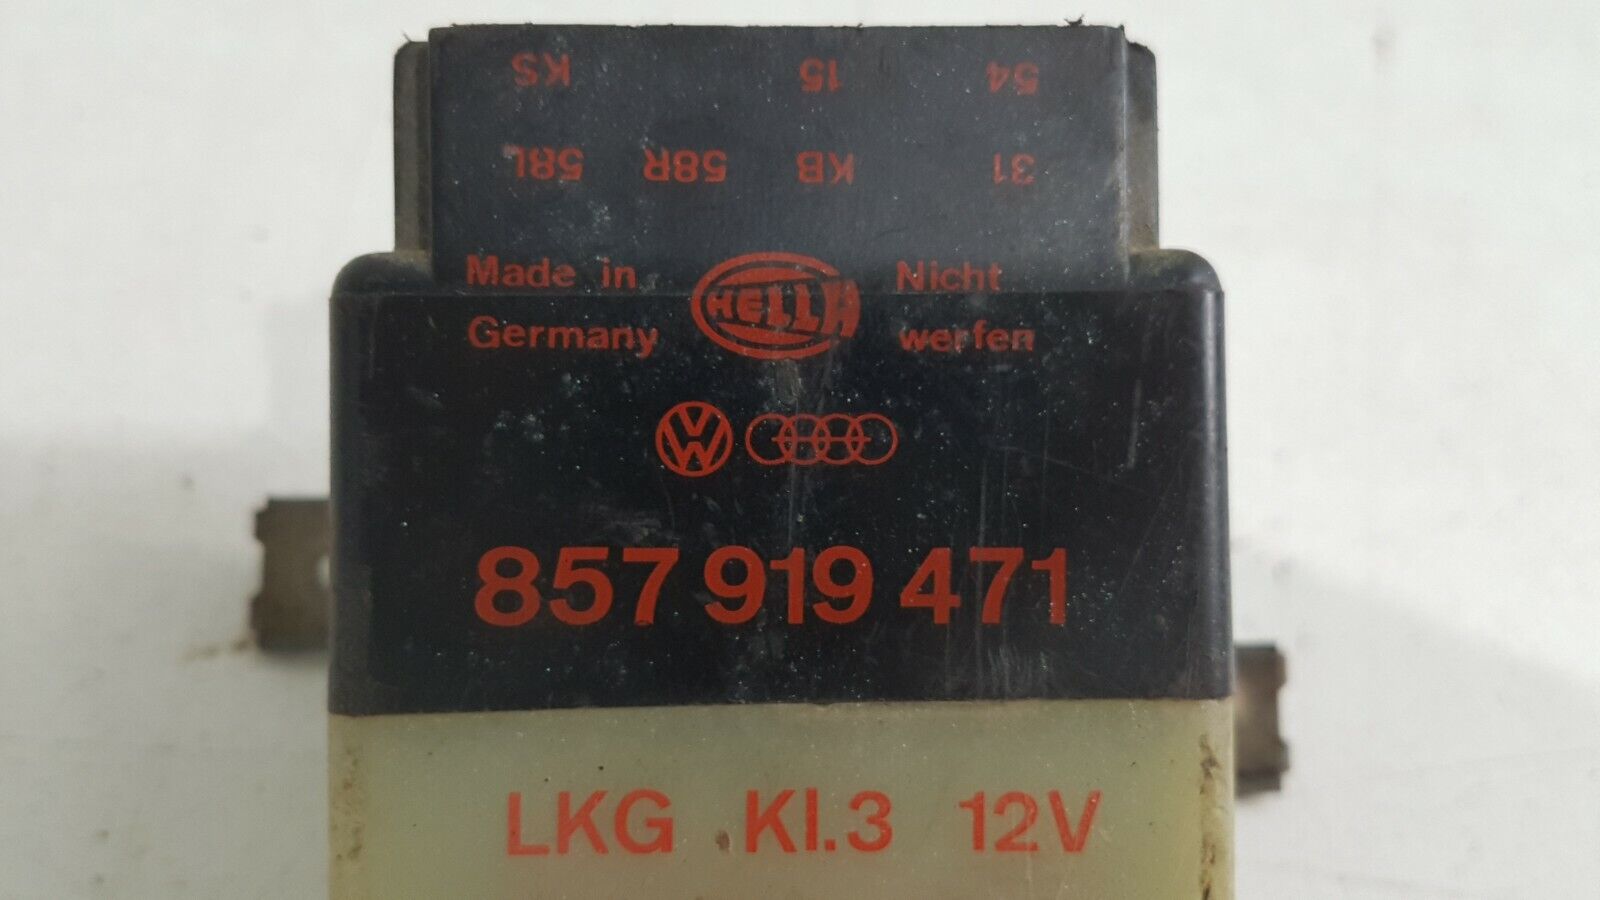 31 KB 58R 58L
54 15 KS
Made in HELLA Nicht
Germany werfen
VW
857 919 471
LKG Kl.3 12V